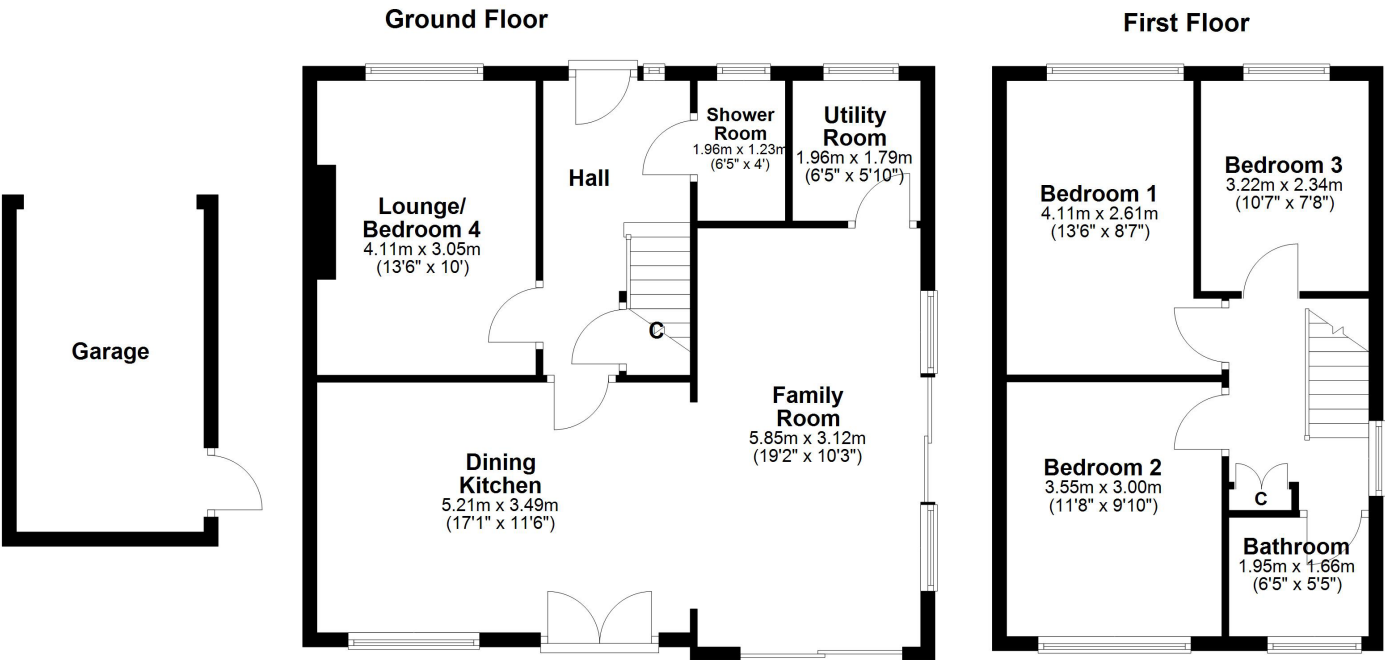 Ground Floor
First Floor
Garage
Lounge/
Bedroom 4
4.11m x 3.05m
(13'6" x 10')
Hall
Shower
Room
1.96m x 1.23m
(6'5" x 4')
Utility
Room
1.96m x 1.79m
(6'5" x 5'10")
C
Dining
Kitchen
5.21m x 3.49m
(17'1" x 11'6")
Family
Room
5.85m x 3.12m
(19'2" x 10'3")
Bedroom 1
4.11m x 2.61m
(13'6" x 8'7")
Bedroom 3
3.22m x 2.34m
(10'7" x 7'8")
Bedroom 2
3.55m x 3.00m
(11'8" x 9'10")
C
Bathroom
1.95m x 1.66m
(6'5" x 5'5")